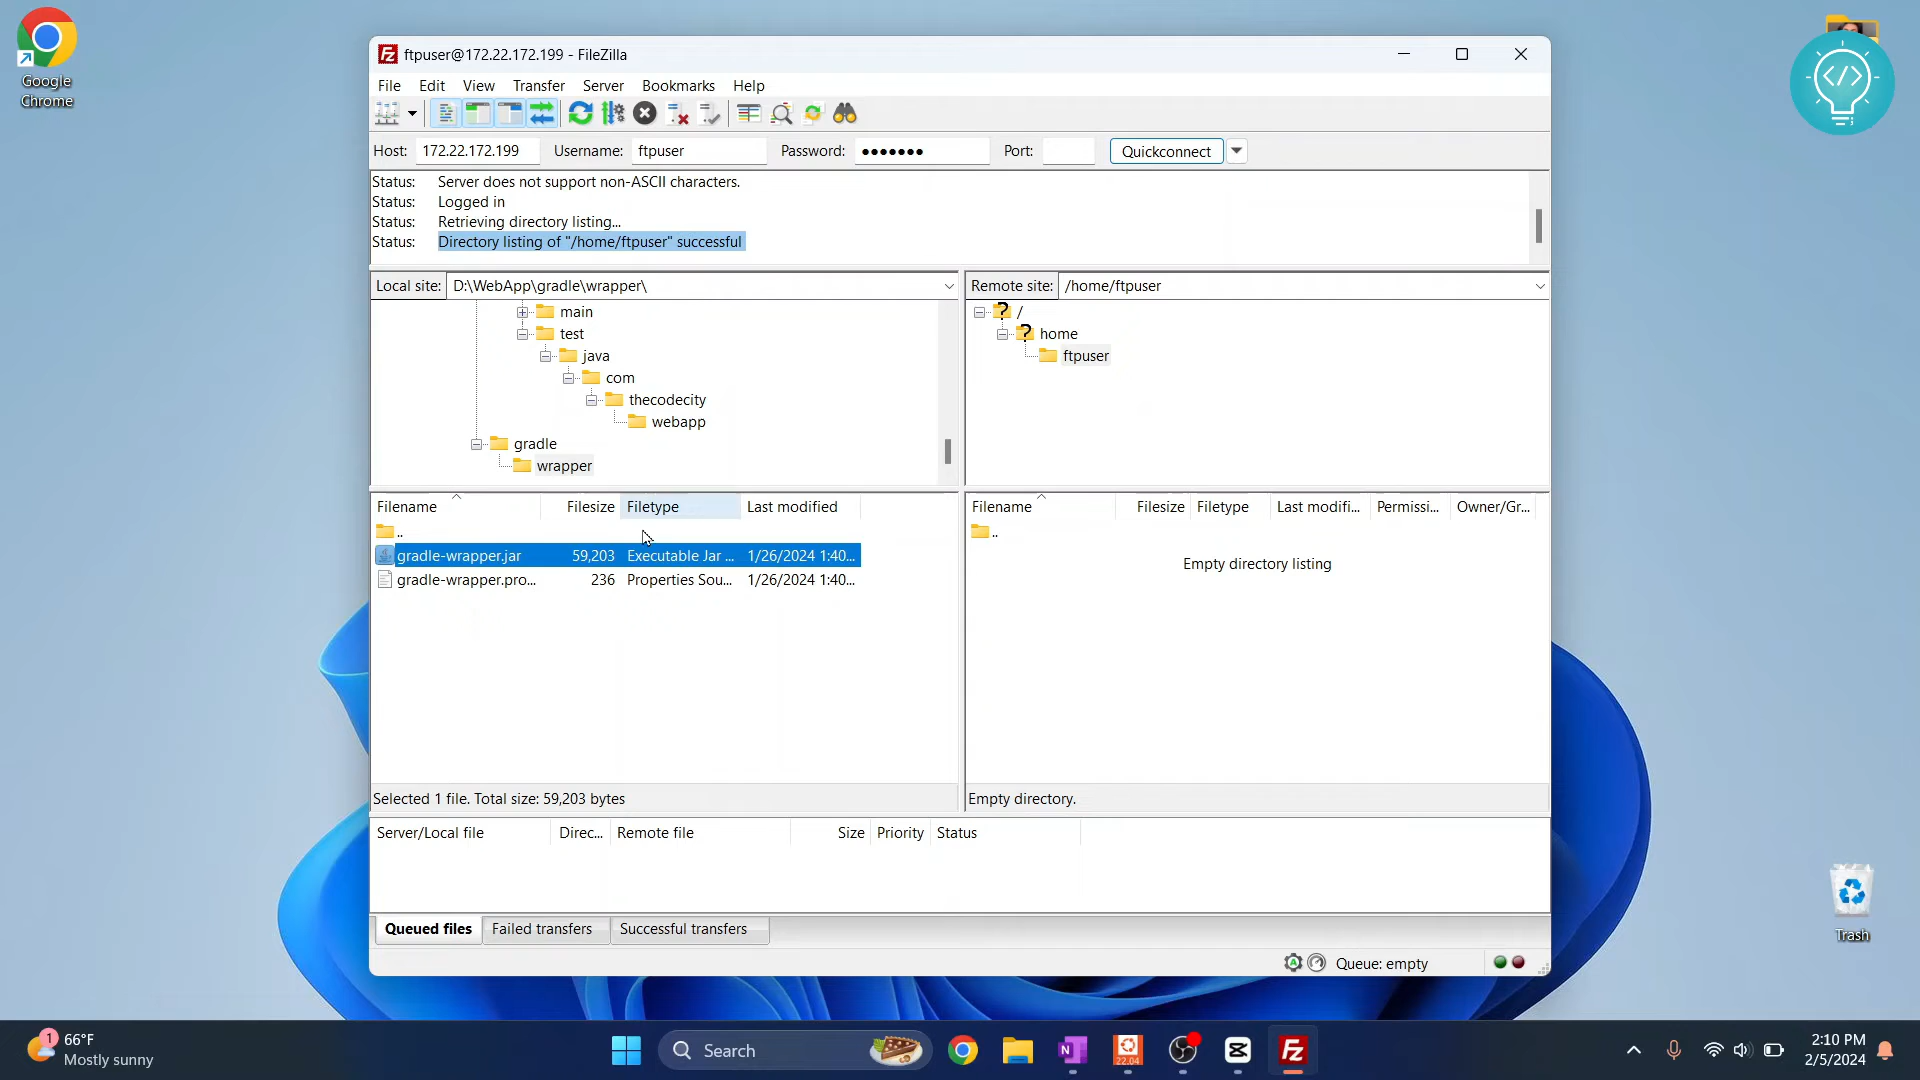 Google
Chrome
ftpuser@172.22.172.199 - FileZilla
File Edit View Transfer Server Bookmarks Help
Host: 172.22.172.199 Username: ftpuser Password: ●●●●●●● Port: Quickconnect
Status: Server does not support non-ASCII characters.
Status: Logged in
Status: Retrieving directory listing...
Status: Directory listing of "/home/ftpuser" successful
Local site: D:\WebApp\gradle\wrapper\
main
test
java
com
thecodecity
webapp
gradle
wrapper
Remote site: /home/ftpuser
/
home
ftpuser
Filename Filesize Filetype Last modified
..
gradle-wrapper.jar 59,203 Executable Jar ... 1/26/2024 1:40...
gradle-wrapper.pro... 236 Properties Sou... 1/26/2024 1:40...
Selected 1 file. Total size: 59,203 bytes
Filename Filesize Filetype Last modifi... Permissi... Owner/Gr...
..
Empty directory listing
Empty directory.
Server/Local file Direc... Remote file Size Priority Status
Queued files Failed transfers Successful transfers
Queue: empty
Trash
1 66°F
Mostly sunny
Search
22.04
2:10 PM
2/5/2024